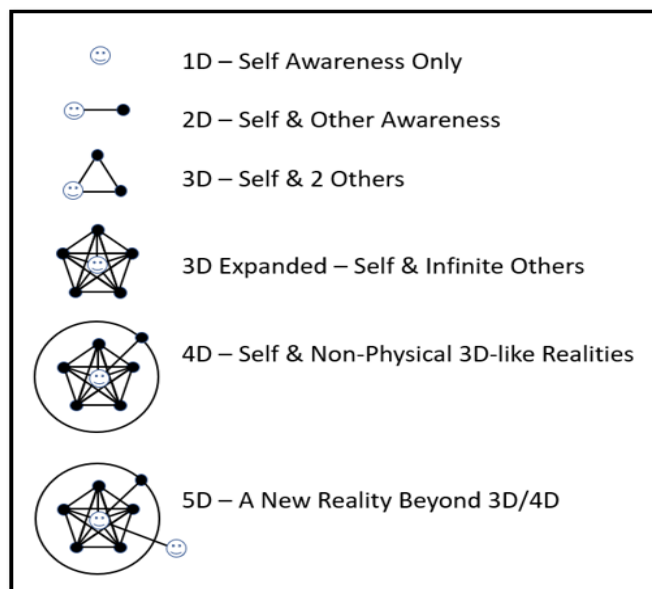 1D – Self Awareness Only
2D – Self & Other Awareness
3D – Self & 2 Others
3D Expanded – Self & Infinite Others
4D – Self & Non-Physical 3D-like Realities
5D – A New Reality Beyond 3D/4D